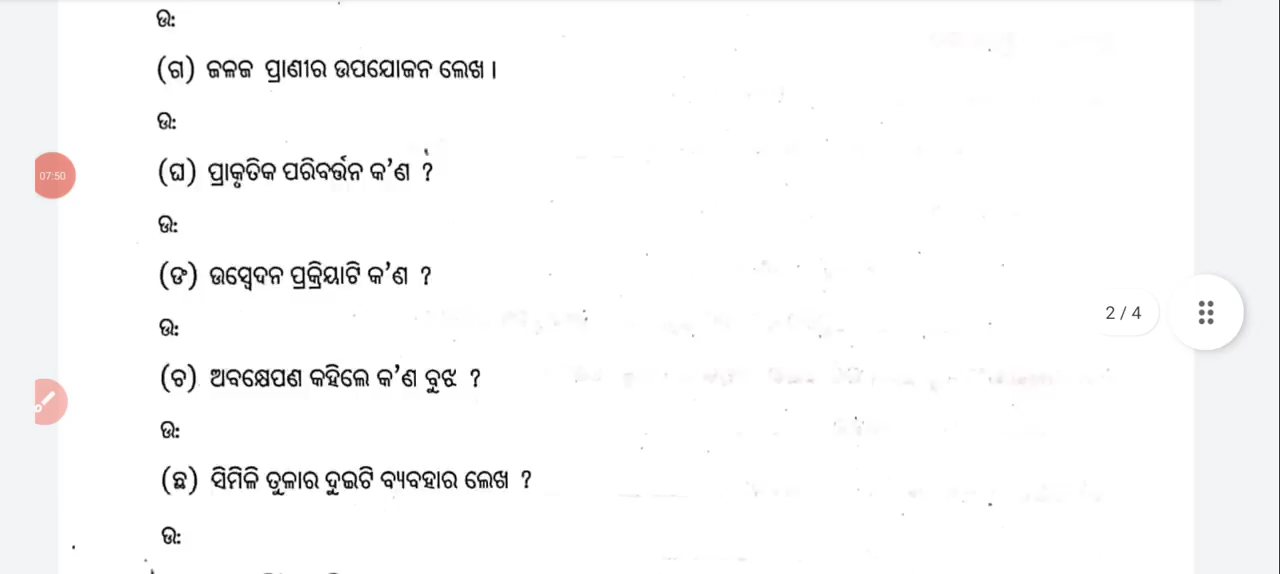 ଉ:
(ଗ) ଜଳଜ ପ୍ରାଣୀର ଉପଯୋଜନ ଲେଖ ।
ଉ:
(ଘ) ପ୍ରାକୃତିକ ପରିବର୍ତ୍ତନ କ'ଣ ?
07:50
ଉ:
(ଙ) ଉତ୍ସ୍ବେଦନ ପ୍ରକ୍ରିୟାଟି କ'ଣ ?
2 / 4
ଉ:
(ଚ) ଅବକ୍ଷେପଣ କହିଲେ କ'ଣ ବୁଝ ?
ଉ:
(ଛ) ସିମିଳି ତୁଳାର ଦୁଇଟି ବ୍ୟବହାର ଲେଖ ?
ଉ: